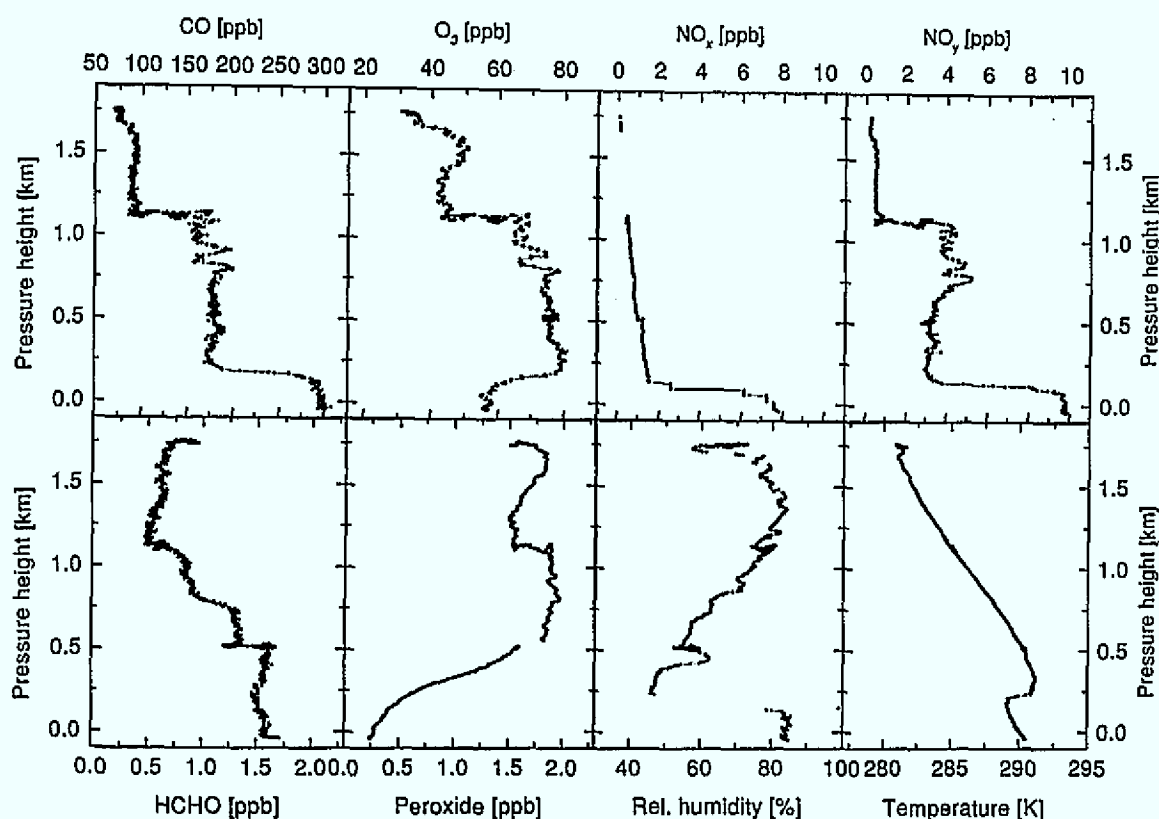 CO [ppb] O3 [ppb] NOx [ppb] NOy [ppb]
50 100 150 200 250 300 20 40 60 80 0 2 4 6 8 10 0 2 4 6 8 10
Pressure height [km]
1.5
1.0
0.5
0.0
i
1.5
1.0
0.5
0.0
Pressure height [km]
Pressure height [km]
1.5
1.0
0.5
0.0
1.5
1.0
0.5
0.0
Pressure height [km]
0.0 0.5 1.0 1.5 2.0 0.0 0.5 1.0 1.5 2.0 40 60 80 100 280 285 290 295
HCHO [ppb] Peroxide [ppb] Rel. humidity [%] Temperature [K]